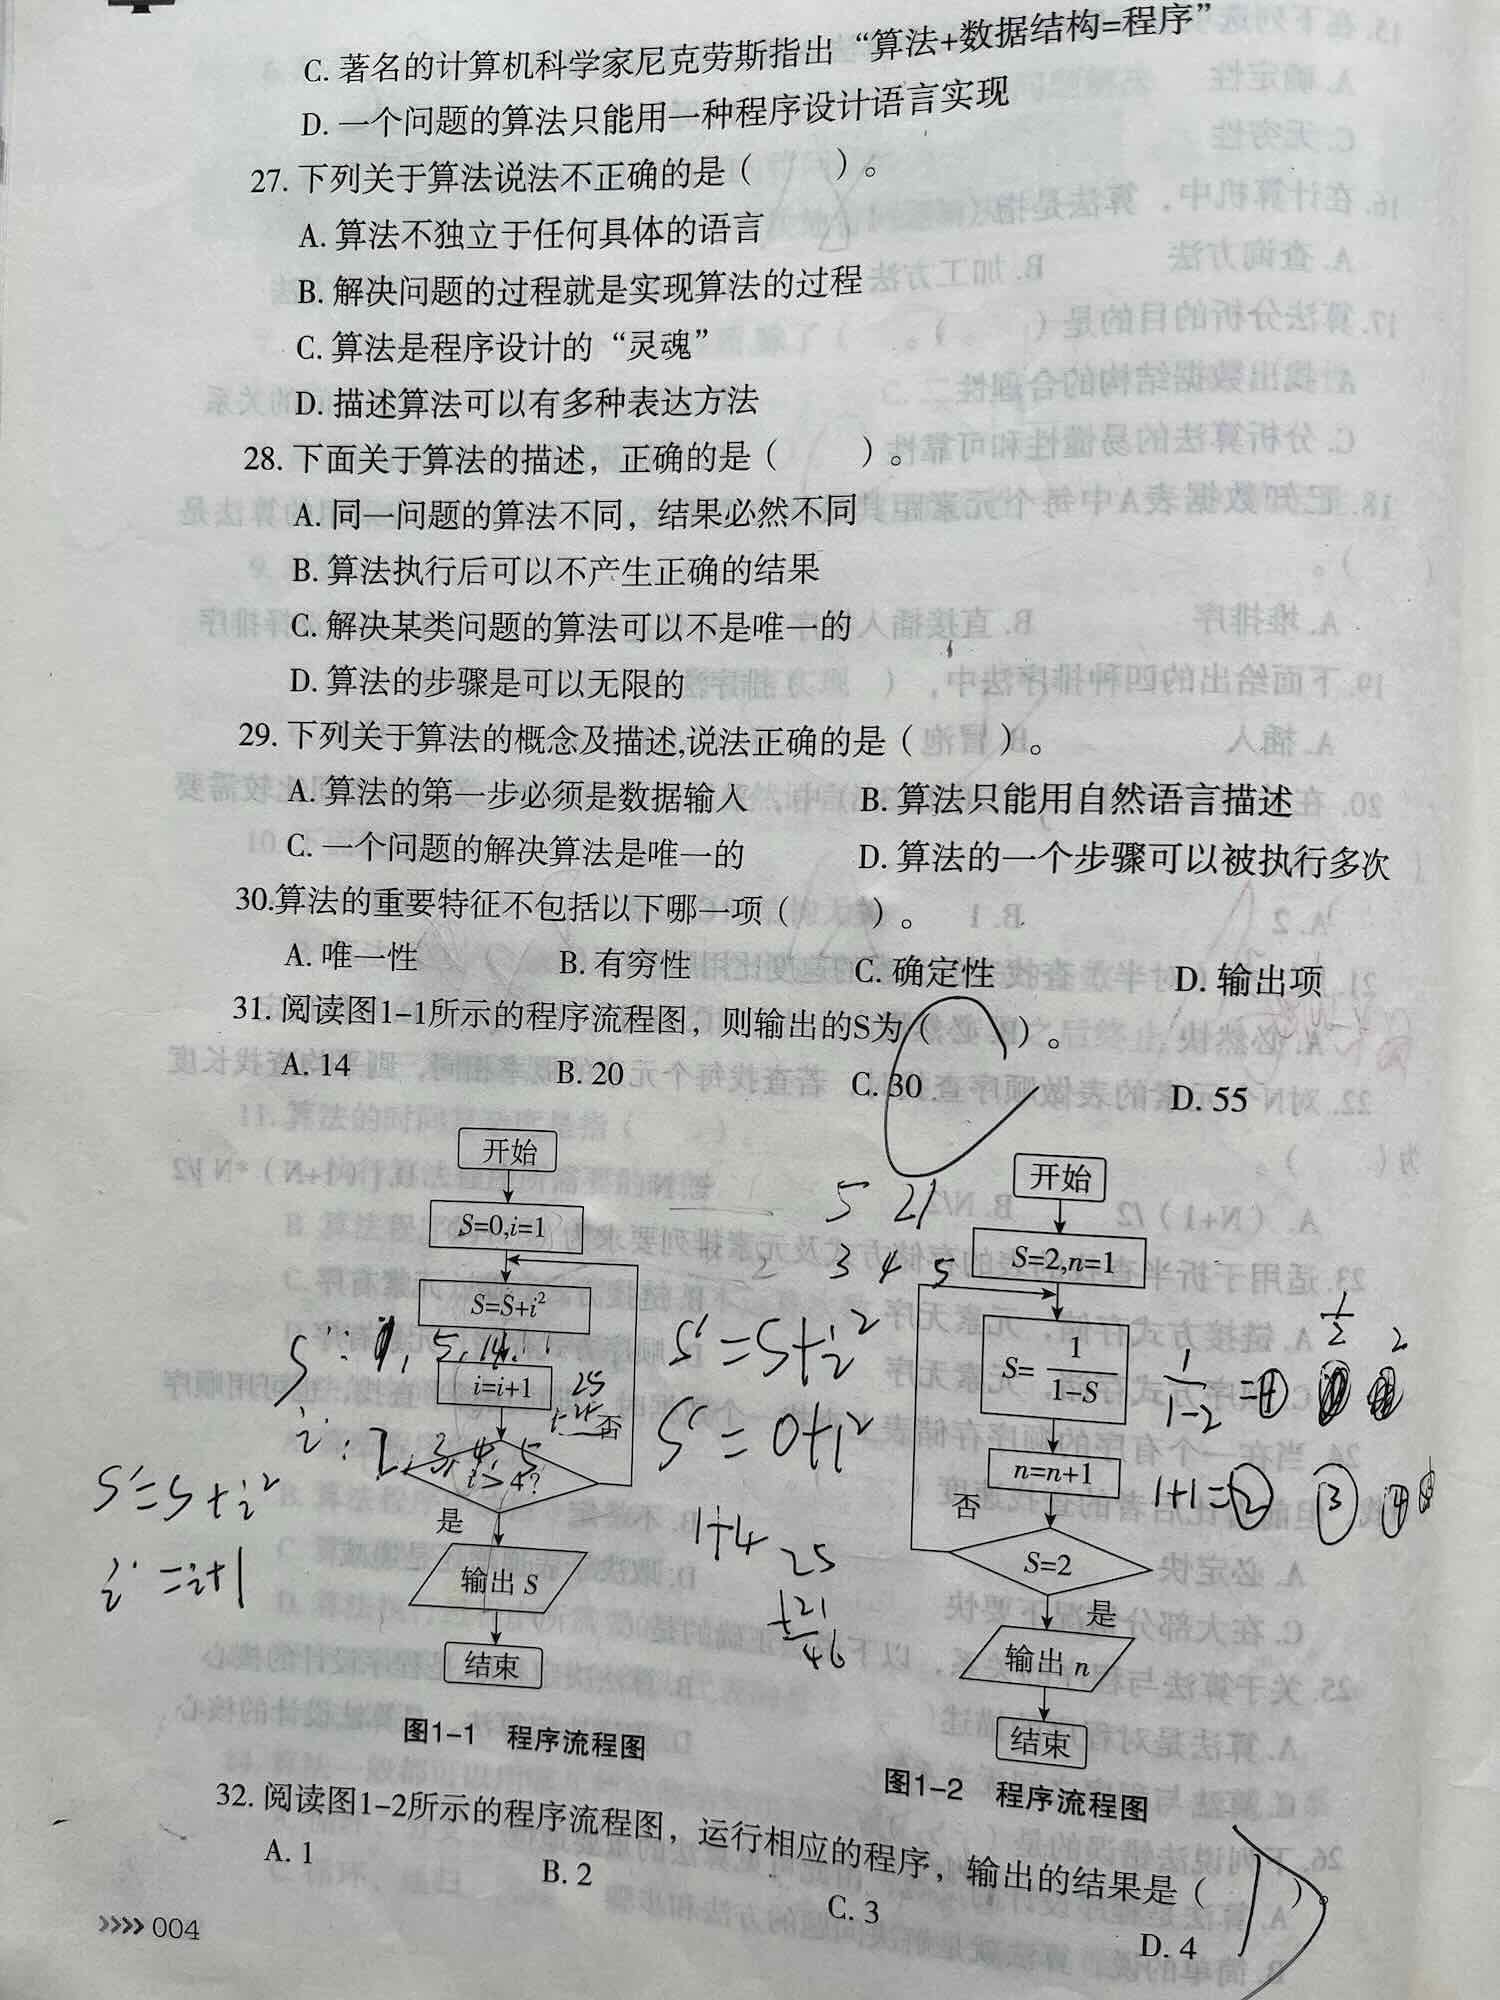 C. 著名的计算机科学家尼克劳斯指出“算法+数据结构=程序”
D. 一个问题的算法只能用一种程序设计语言实现
27. 下列关于算法说法不正确的是（ ）。
A. 算法不独立于任何具体的语言
B. 解决问题的过程就是实现算法的过程
C. 算法是程序设计的“灵魂”
D. 描述算法可以有多种表达方法
28. 下面关于算法的描述，正确的是（ ）。
A. 同一问题的算法不同，结果必然不同
B. 算法执行后可以不产生正确的结果
C. 解决某类问题的算法可以不是唯一的
D. 算法的步骤是可以无限的
29. 下列关于算法的概念及描述,说法正确的是（ ）。
A. 算法的第一步必须是数据输入 B. 算法只能用自然语言描述
C. 一个问题的解决算法是唯一的 D. 算法的一个步骤可以被执行多次
30.算法的重要特征不包括以下哪一项（ ）。
A. 唯一性 B. 有穷性 C. 确定性 D. 输出项
31. 阅读图1-1所示的程序流程图，则输出的S为（ ）。
A. 14 B. 20 C. 30 D. 55
开始
S=0,i=1
S=S+i²
i=i+1
否
i>4?
是
输出 S
结束
图1-1 程序流程图
5 21
3 4 5
S=S+i²
S=0+1²
1+4
25
+21
46
S=S+i²
i=i+1
开始
S=2,n=1
S= 1/(1-S)
n=n+1
否
S=2
是
输出 n
结束
图1-2 程序流程图
1/2 2
1+1=2 3 4
32. 阅读图1-2所示的程序流程图，运行相应的程序，输出的结果是（ ）。
A. 1 B. 2 C. 3 D. 4
>>>> 004